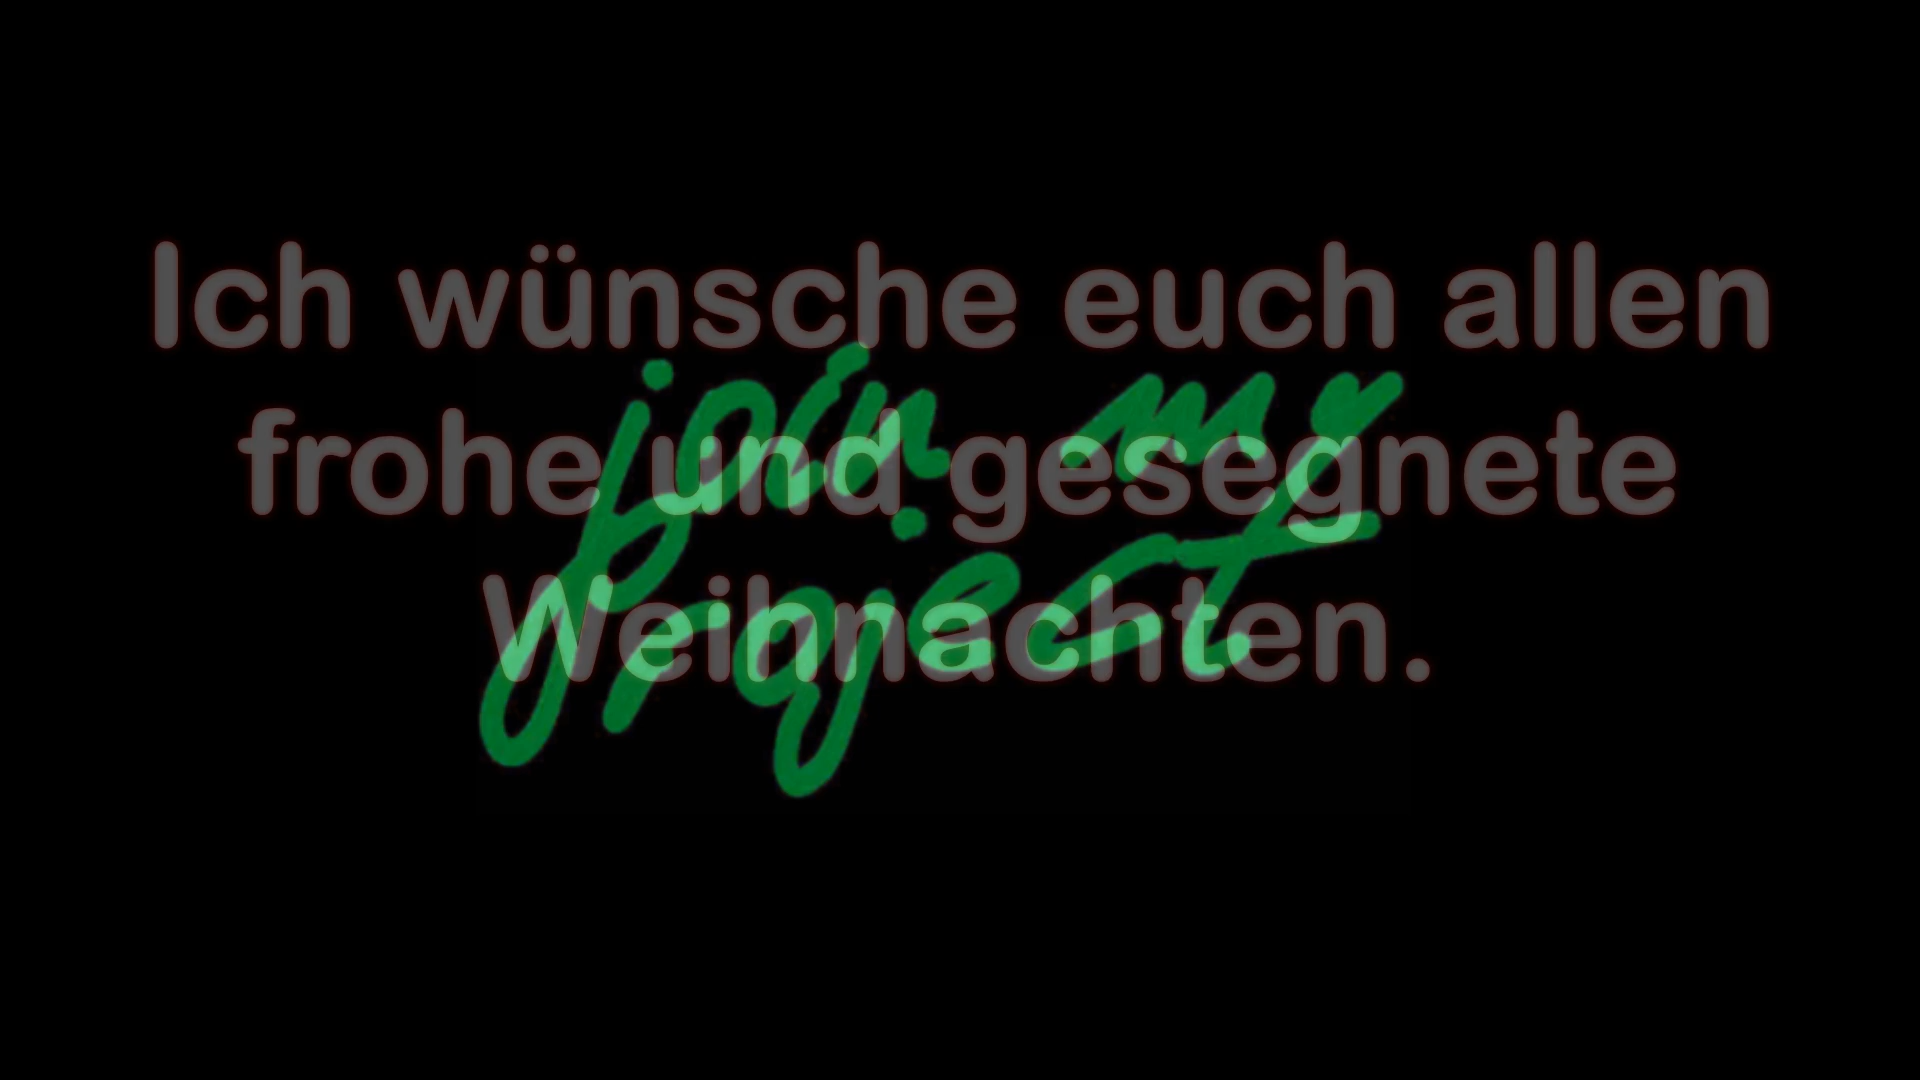 Ich wünsche euch allen
frohe und gesegnete
Weihnachten.
join my
project